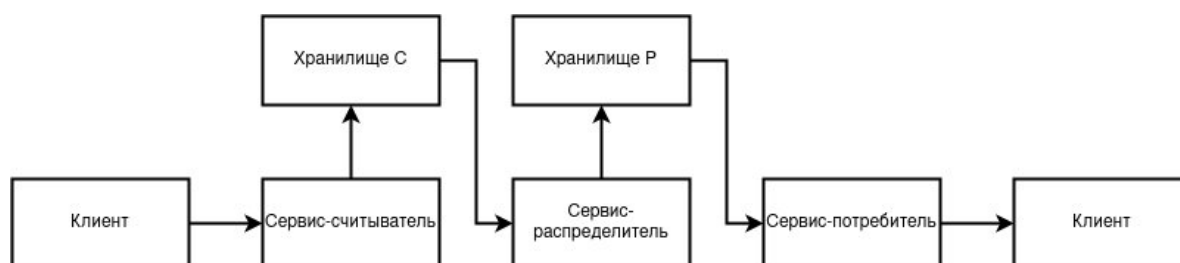 Хранилище С
Хранилище Р
Клиент
Сервис-считыватель
Сервис-
распределитель
Сервис-потребитель
Клиент